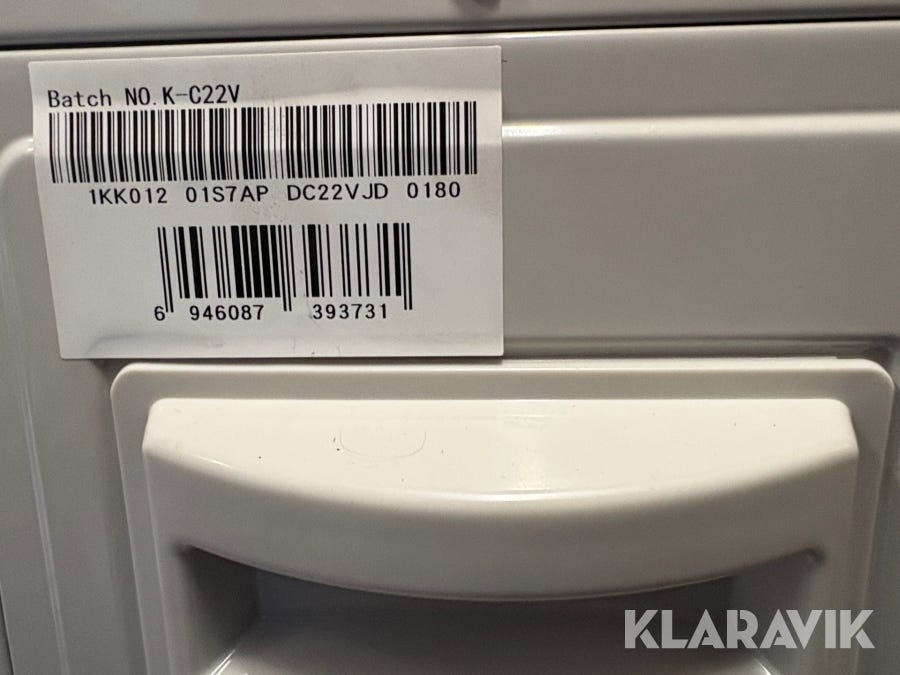 Batch NO.K-C22V
1KK012 01S7AP DC22VJD 0180
6 946087 393731
KLARAVIK